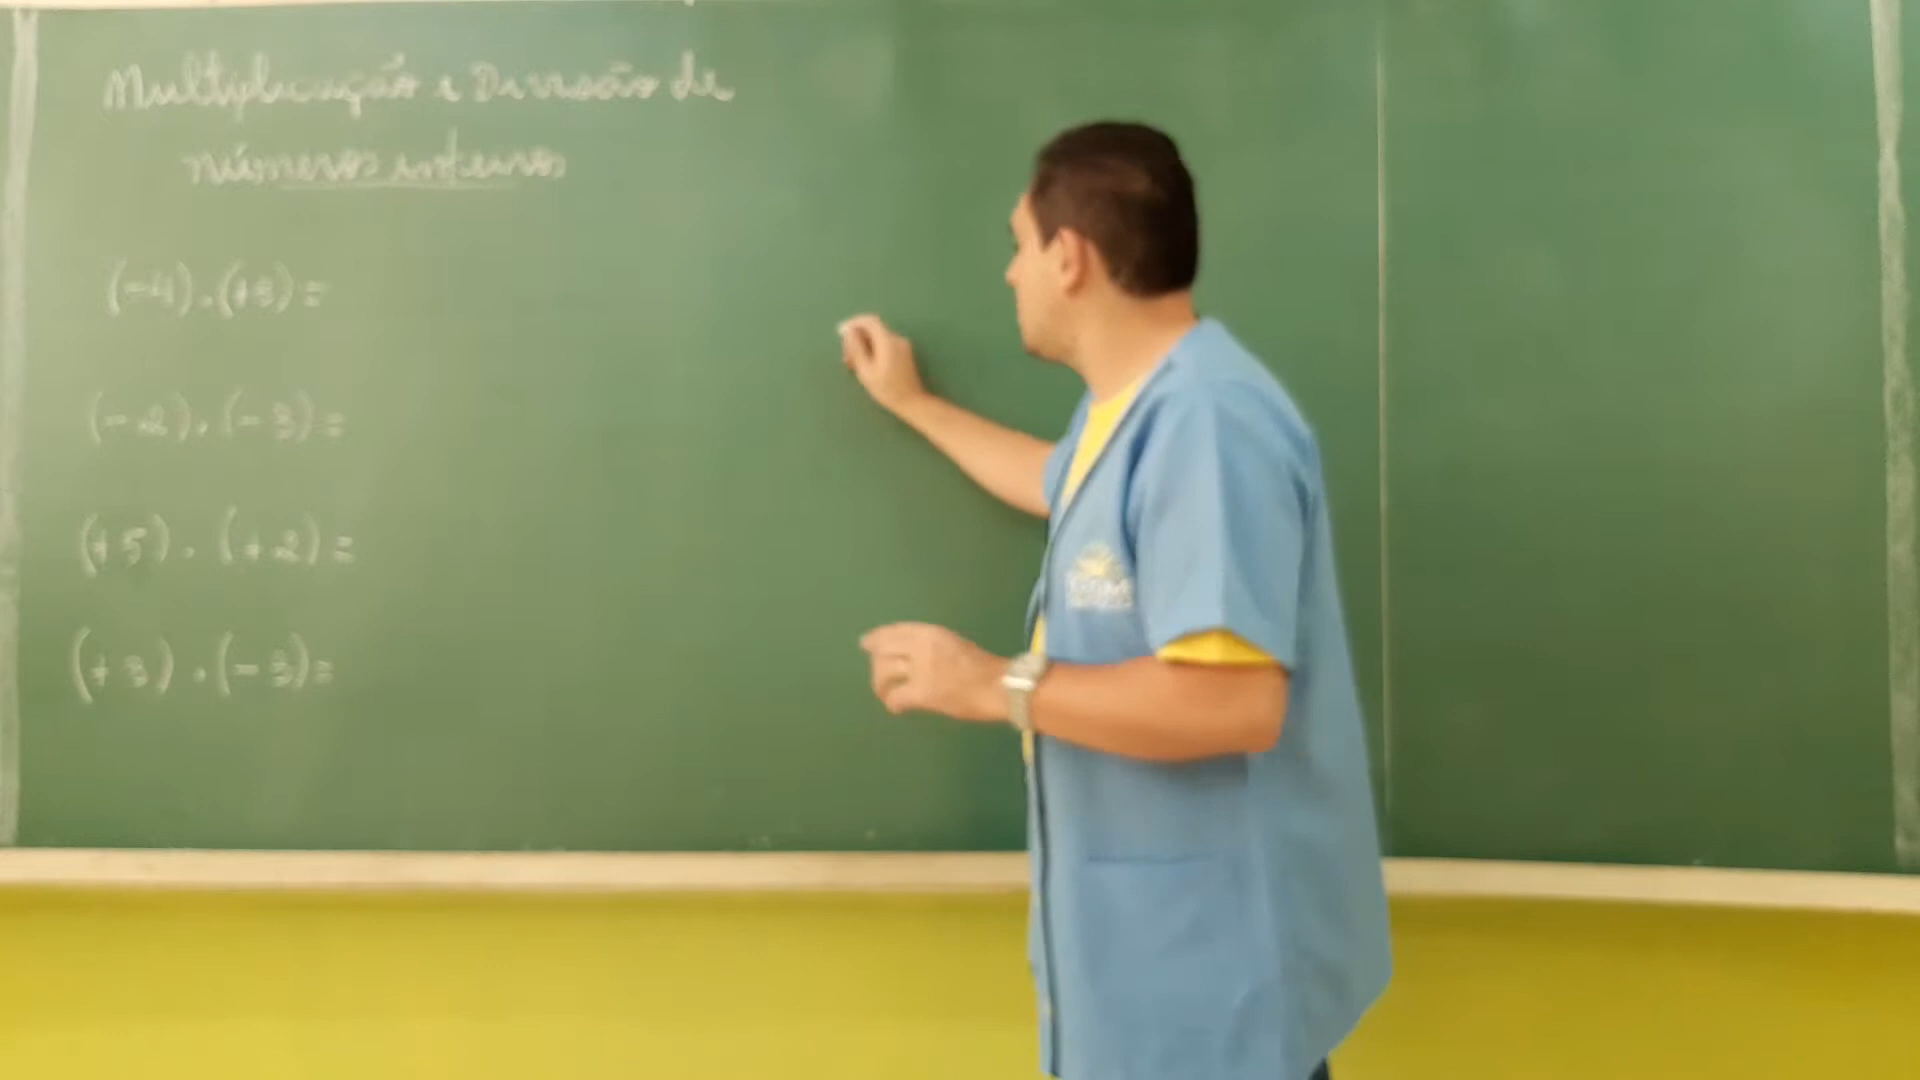 Multiplicação e Divisão de
números inteiros
(-4).(+3)=
(-2).(-3)=
(+5).(+2)=
(+3).(-3)=